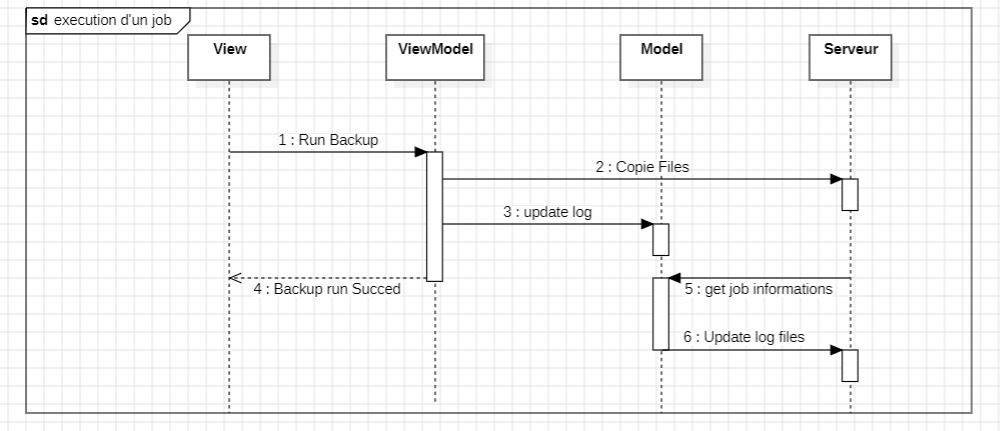 sd execution d'un job
View
ViewModel
Model
Serveur
1 : Run Backup
2 : Copie Files
3 : update log
4 : Backup run Succed
5 : get job informations
6 : Update log files